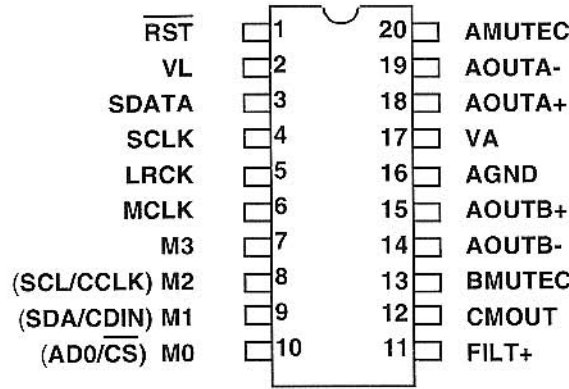 R̅S̅T̅ 1 20 AMUTEC
VL 2 19 AOUTA-
SDATA 3 18 AOUTA+
SCLK 4 17 VA
LRCK 5 16 AGND
MCLK 6 15 AOUTB+
M3 7 14 AOUTB-
(SCL/CCLK) M2 8 13 BMUTEC
(SDA/CDIN) M1 9 12 CMOUT
(AD0/C̅S̅) M0 10 11 FILT+